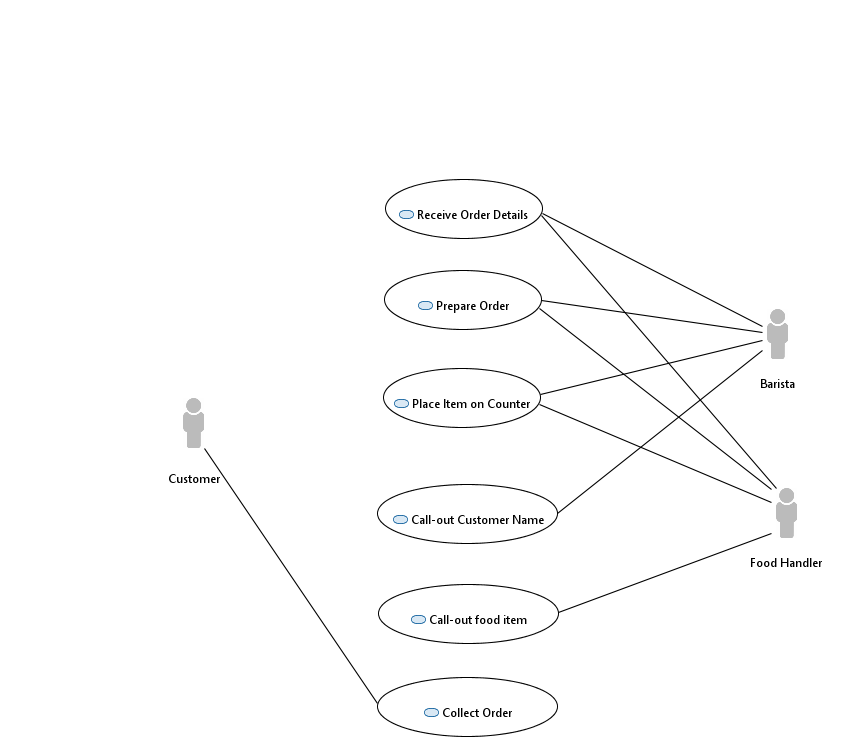 Receive Order Details
Prepare Order
Barista
Place Item on Counter
Customer
Call-out Customer Name
Food Handler
Call-out food item
Collect Order